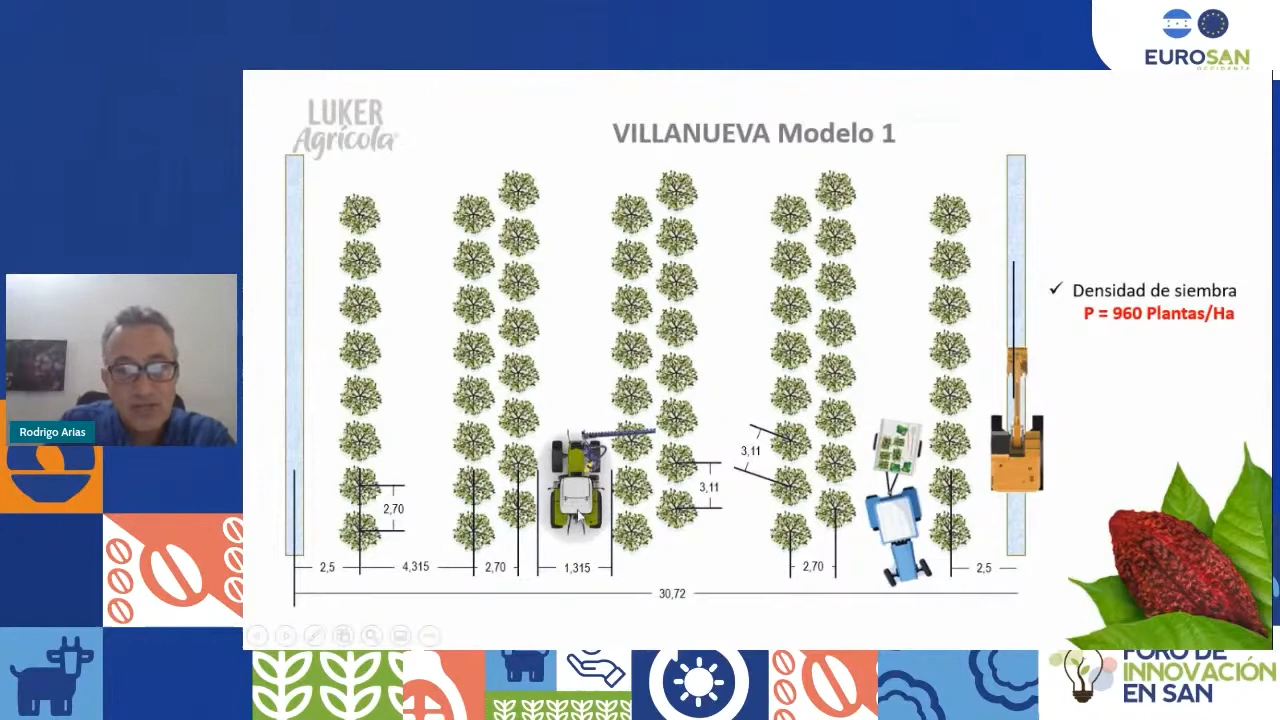 EUROSAN
OCCIDENTE
LUKER
Agrícola
VILLANUEVA Modelo 1
✓ Densidad de siembra
P = 960 Plantas/Ha
Rodrigo Arias
3,11
3,11
2,70
2,5
4,315
2,70
1,315
2,70
2,5
30,72
FORO DE
INNOVACIÓN
EN SAN